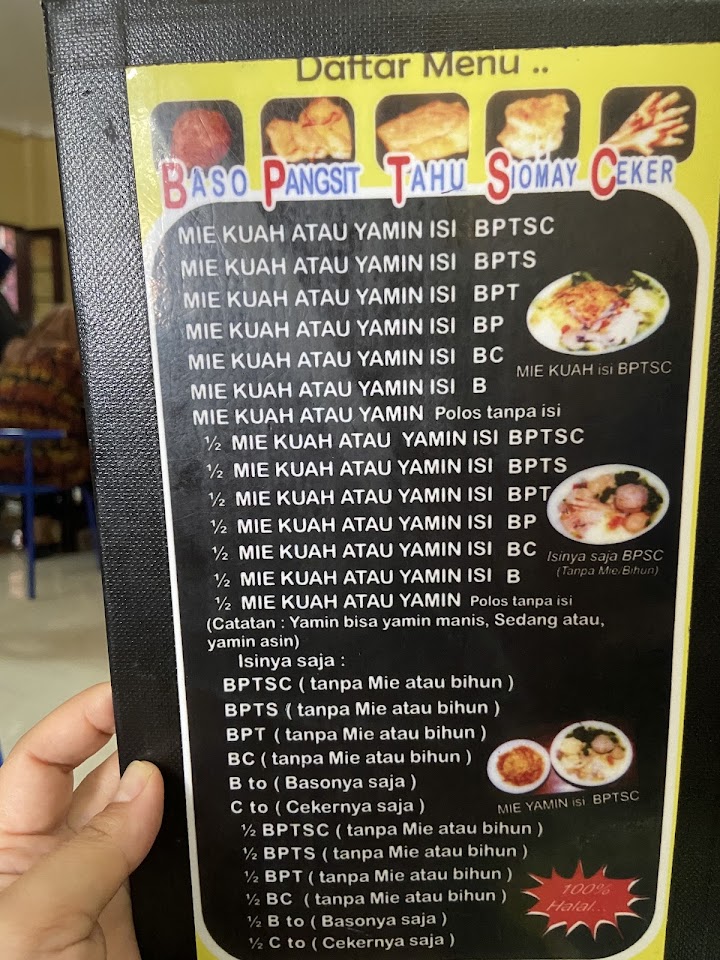 Daftar Menu ..
BASO PANGSIT TAHU SIOMAY CEKER
MIE KUAH ATAU YAMIN ISI BPTSC
MIE KUAH ATAU YAMIN ISI BPTS
MIE KUAH ATAU YAMIN ISI BPT
MIE KUAH ATAU YAMIN ISI BP
MIE KUAH ATAU YAMIN ISI BC
MIE KUAH isi BPTSC
MIE KUAH ATAU YAMIN ISI B
MIE KUAH ATAU YAMIN Polos tanpa isi
½ MIE KUAH ATAU YAMIN ISI BPTSC
½ MIE KUAH ATAU YAMIN ISI BPTS
½ MIE KUAH ATAU YAMIN ISI BPT
½ MIE KUAH ATAU YAMIN ISI BP
½ MIE KUAH ATAU YAMIN ISI BC
Isinya saja BPSC
(Tanpa Mie/Bihun)
½ MIE KUAH ATAU YAMIN ISI B
½ MIE KUAH ATAU YAMIN Polos tanpa isi
(Catatan : Yamin bisa yamin manis, Sedang atau,
yamin asin)
Isinya saja :
BPTSC ( tanpa Mie atau bihun )
BPTS ( tanpa Mie atau bihun )
BPT ( tanpa Mie atau bihun )
BC ( tanpa Mie atau bihun )
B to ( Basonya saja )
C to ( Cekernya saja )
MIE YAMIN isi BPTSC
½ BPTSC ( tanpa Mie atau bihun )
½ BPTS ( tanpa Mie atau bihun )
½ BPT ( tanpa Mie atau bihun )
½ BC ( tanpa Mie atau bihun )
½ B to ( Basonya saja )
½ C to ( Cekernya saja )
100%
Halal...